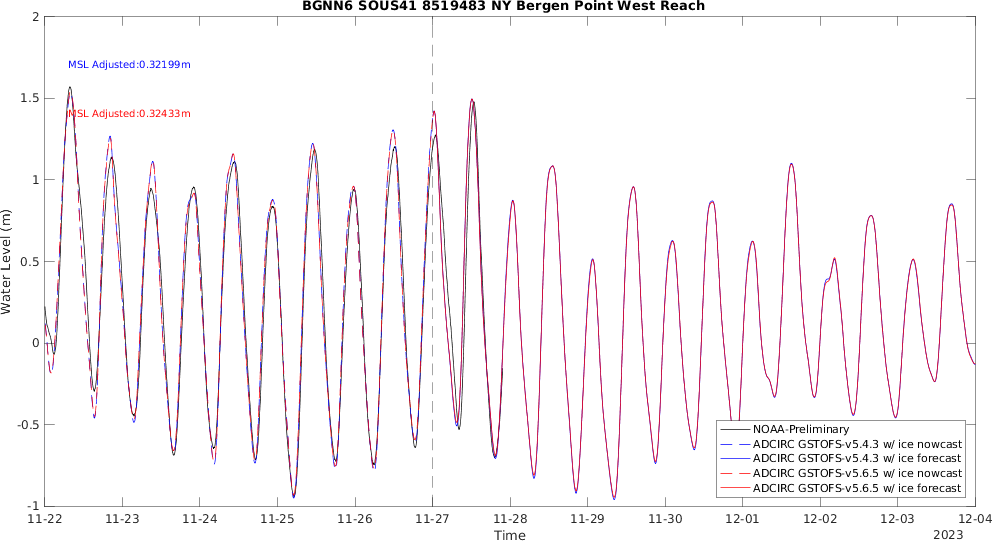 BGNN6 SOUS41 8519483 NY Bergen Point West Reach
2
1.5
1
0.5
0
-0.5
-1
Water Level (m)
MSL Adjusted:0.32199m
MSL Adjusted:0.32433m
NOAA-Preliminary
ADCIRC GSTOFS-v5.4.3 w/ ice nowcast
ADCIRC GSTOFS-v5.4.3 w/ ice forecast
ADCIRC GSTOFS-v5.6.5 w/ ice nowcast
ADCIRC GSTOFS-v5.6.5 w/ ice forecast
11-22 11-23 11-24 11-25 11-26 11-27 11-28 11-29 11-30 12-01 12-02 12-03 12-04
Time
2023